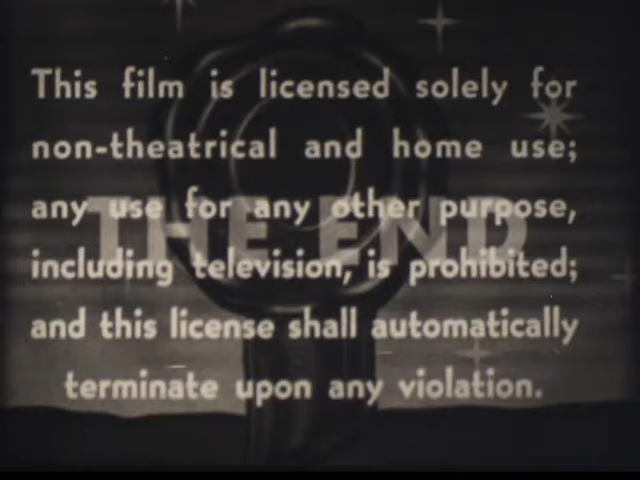 This film is licensed solely for
non-theatrical and home use;
any use for any other purpose,
THE END
including television, is prohibited;
and this license shall automatically
terminate upon any violation.